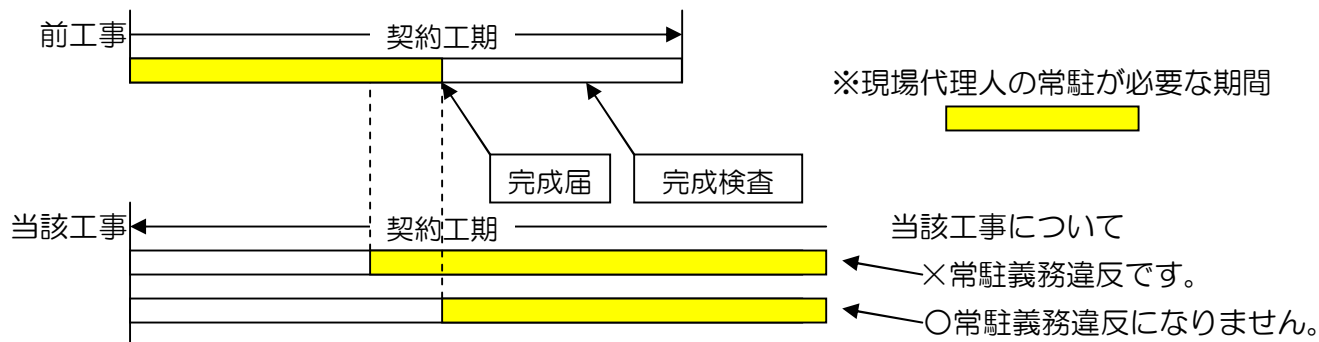 前工事
契約工期
※現場代理人の常駐が必要な期間
完成届
完成検査
当該工事
契約工期
当該工事について
×常駐義務違反です。
○常駐義務違反になりません。